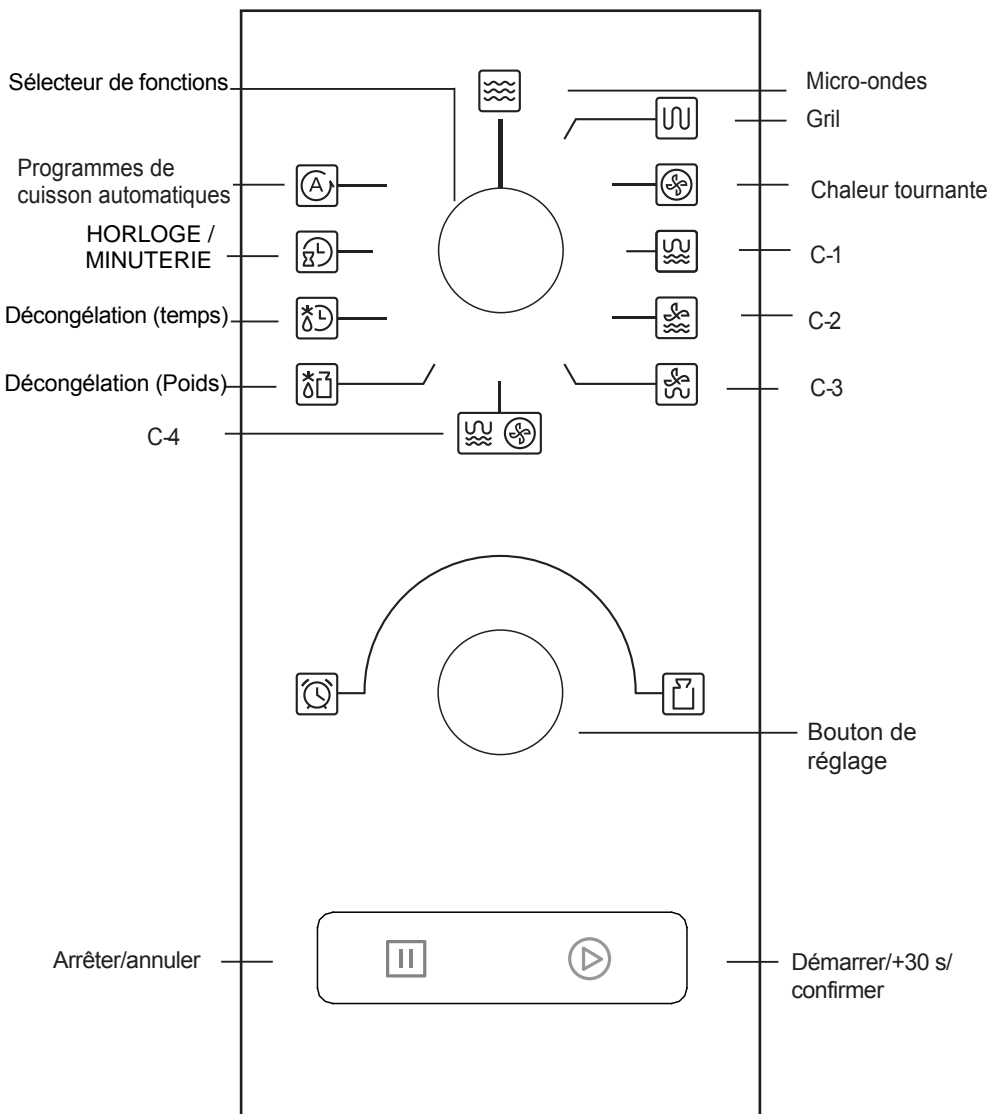 Sélecteur de fonctions
Micro-ondes
Gril
Programmes de
cuisson automatiques
Chaleur tournante
HORLOGE /
MINUTERIE
C-1
Décongélation (temps)
C-2
Décongélation (Poids)
C-3
C-4
Bouton de
réglage
Arrêter/annuler
Démarrer/+30 s/
confirmer